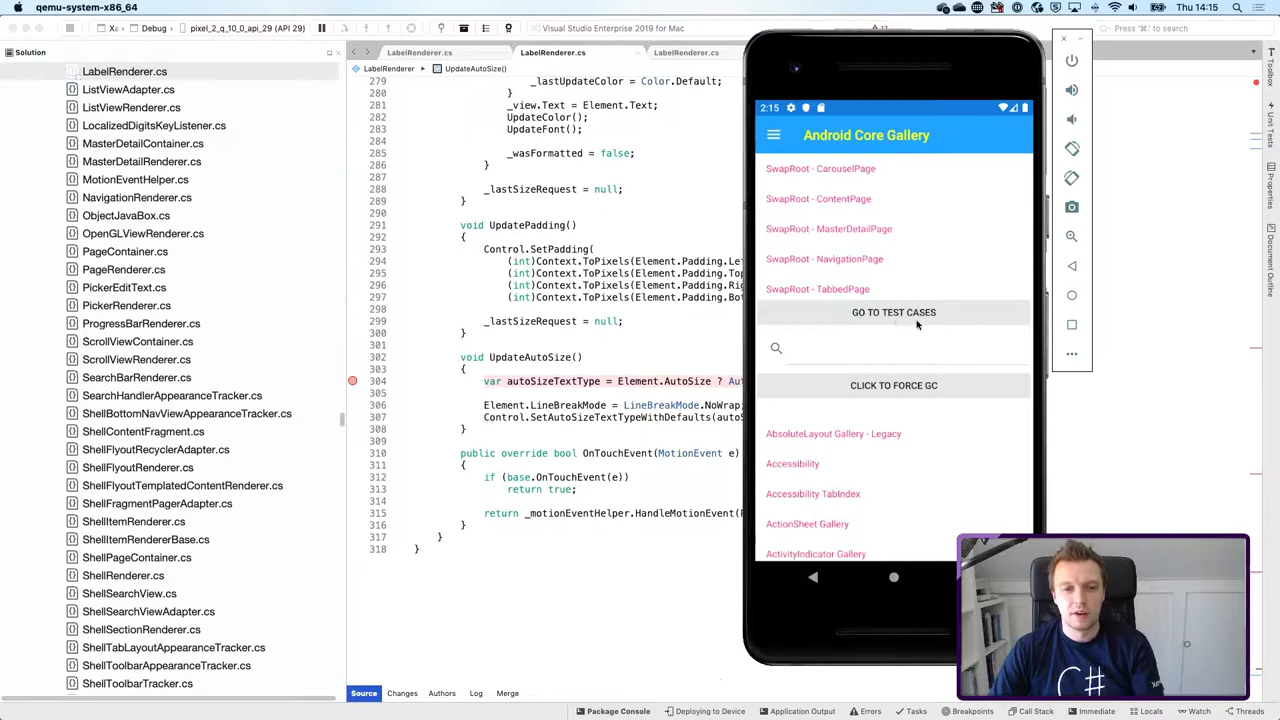 qemu-system-x86_64
Thu 14:15
Debug
pixel_2_q_10_0_api_29 (API 29)
Visual Studio Enterprise 2019 for Mac
Press ⌘. to search
Solution
LabelRenderer.cs
ListViewAdapter.cs
ListViewRenderer.cs
LocalizedDigitsKeyListener.cs
MasterDetailContainer.cs
MasterDetailRenderer.cs
MotionEventHelper.cs
NavigationRenderer.cs
ObjectJavaBox.cs
OpenGLViewRenderer.cs
PageContainer.cs
PageRenderer.cs
PickerEditText.cs
PickerRenderer.cs
ProgressBarRenderer.cs
ScrollViewContainer.cs
ScrollViewRenderer.cs
SearchBarRenderer.cs
SearchHandlerAppearanceTracker.cs
ShellBottomNavViewAppearanceTracker.cs
ShellContentFragment.cs
ShellFlyoutRecyclerAdapter.cs
ShellFlyoutRenderer.cs
ShellFlyoutTemplatedContentRenderer.cs
ShellFragmentPagerAdapter.cs
ShellItemRenderer.cs
ShellItemRendererBase.cs
ShellPageContainer.cs
ShellRenderer.cs
ShellSearchView.cs
ShellSearchViewAdapter.cs
ShellSectionRenderer.cs
ShellTabLayoutAppearanceTracker.cs
ShellToolbarAppearanceTracker.cs
ShellToolbarTracker.cs
LabelRenderer.cs
LabelRenderer.cs
LabelRenderer.cs
LabelRenderer
UpdateAutoSize()
279 _lastUpdateColor = Color.Default;
280 }
281 _view.Text = Element.Text;
282 UpdateColor();
283 UpdateFont();
284
285 _wasFormatted = false;
286 }
287
288 _lastSizeRequest = null;
289 }
290
291 void UpdatePadding()
292 {
293 Control.SetPadding(
294 (int)Context.ToPixels(Element.Padding.Le
295 (int)Context.ToPixels(Element.Padding.Top
296 (int)Context.ToPixels(Element.Padding.Rig
297 (int)Context.ToPixels(Element.Padding.Bot
298
299 _lastSizeRequest = null;
300 }
301
302 void UpdateAutoSize()
303 {
304 var autoSizeTextType = Element.AutoSize ? Aut
305
306 Element.LineBreakMode = LineBreakMode.NoWrap;
307 Control.SetAutoSizeTextTypeWithDefaults(autoS
308 }
309
310 public override bool OnTouchEvent(MotionEvent e)
311 {
312 if (base.OnTouchEvent(e))
313 return true;
314
315 return _motionEventHelper.HandleMotionEvent(P
316 }
317 }
318 }
2:15
Android Core Gallery
SwapRoot - CarouselPage
SwapRoot - ContentPage
SwapRoot - MasterDetailPage
SwapRoot - NavigationPage
SwapRoot - TabbedPage
GO TO TEST CASES
CLICK TO FORCE GC
AbsoluteLayout Gallery - Legacy
Accessibility
Accessibility TabIndex
ActionSheet Gallery
ActivityIndicator Gallery
Toolbox
Unit Tests
Properties
Document Outline
C#
Source
Changes
Authors
Log
Merge
Package Console
Deploying to Device
Application Output
Errors
Tasks
Breakpoints
Call Stack
Immediate
Locals
Watch
Threads